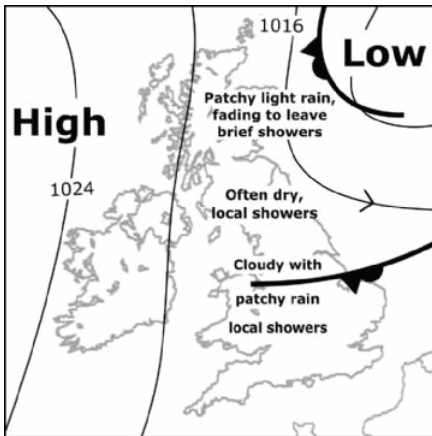 1016
Low
High
Patchy light rain,
fading to leave
brief showers
1024
Often dry,
local showers
Cloudy with
patchy rain
local showers